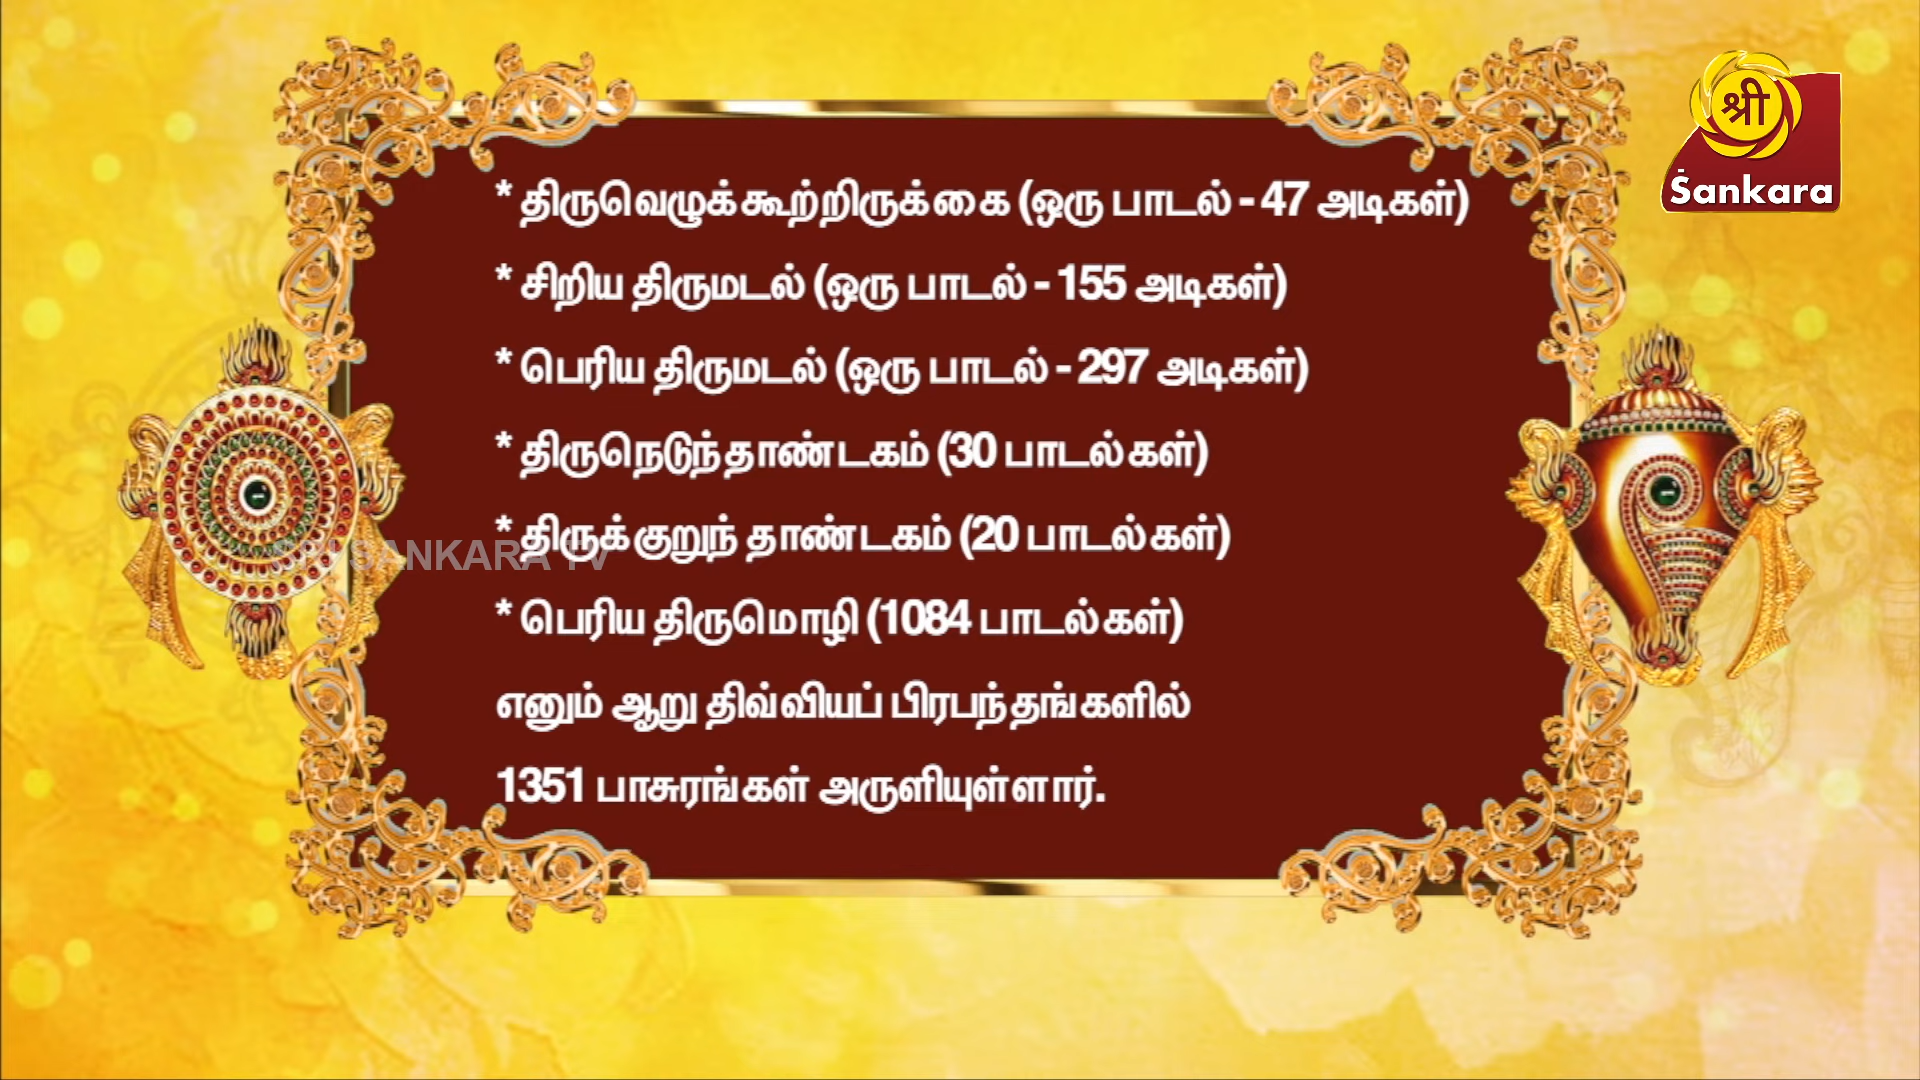 श्री
Śankara
* திருவெழுக்கூற்றிருக்கை (ஒரு பாடல் - 47 அடிகள்)
* சிறிய திருமடல் (ஒரு பாடல் - 155 அடிகள்)
* பெரிய திருமடல் (ஒரு பாடல் - 297 அடிகள்)
* திருநெடுந்தாண்டகம் (30 பாடல்கள்)
* திருக்குறுந் தாண்டகம் (20 பாடல்கள்)
SRI SANKARA TV
* பெரிய திருமொழி (1084 பாடல்கள்)
எனும் ஆறு திவ்வியப் பிரபந்தங்களில்
1351 பாசுரங்கள் அருளியுள்ளார்.